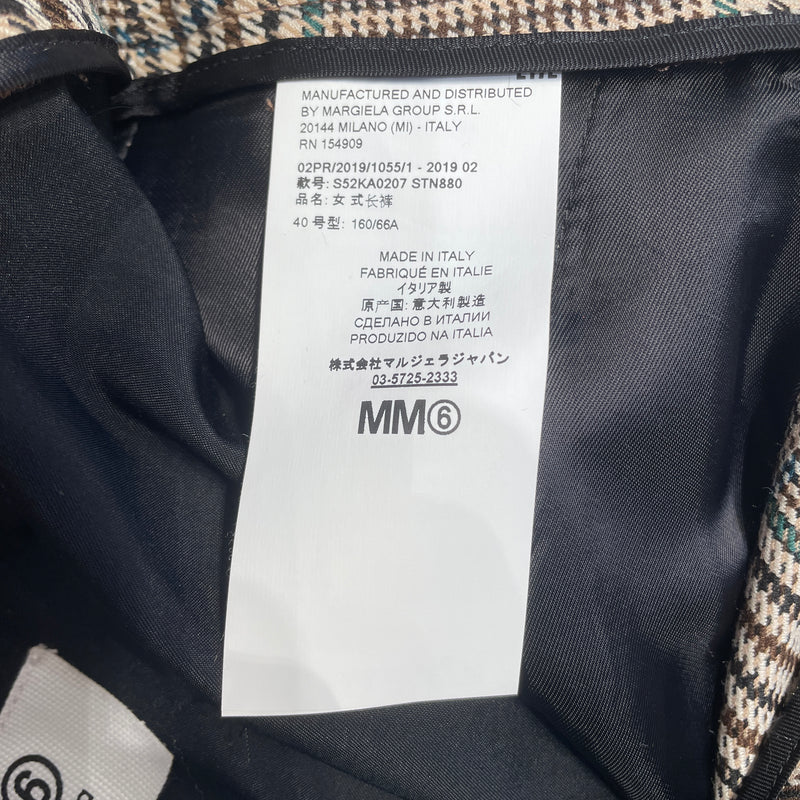 MANUFACTURED AND DISTRIBUTED
BY MARGIELA GROUP S.R.L.
20144 MILANO (MI) - ITALY
RN 154909
02PR/2019/1055/1 - 2019 02
款号: S52KA0207 STN880
品名: 女 式长裤
40 号型: 160/66A
MADE IN ITALY
FABRIQUÉ EN ITALIE
イタリア製
原产国: 意大利製造
СДЕЛАНО В ИТАЛИИ
PRODUZIDO NA ITALIA
株式会社マルジェラジャパン
03-5725-2333
MM⑥
⑥